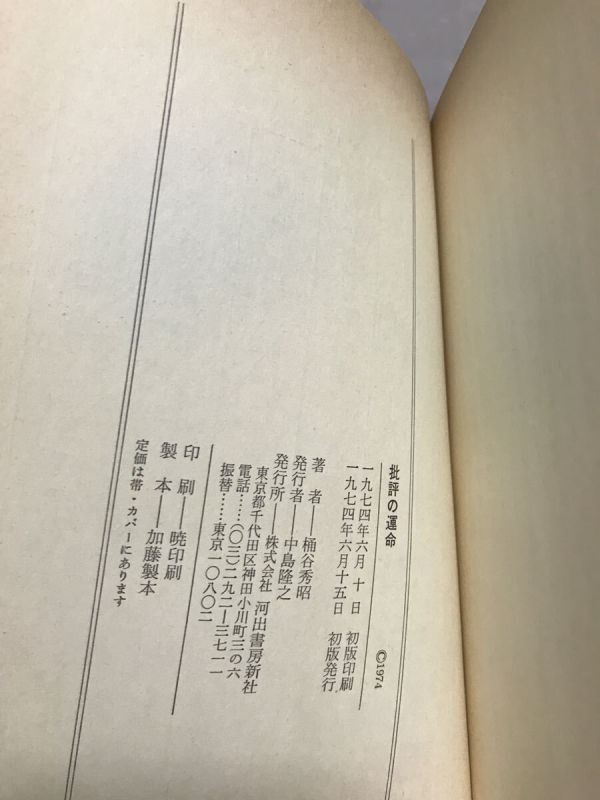 批評の運命
©1974
一九七四年六月十日 初版印刷
一九七四年六月十五日 初版発行
著者——桶谷秀昭
発行者——中島隆之
発行所——株式会社 河出書房新社
東京都千代田区神田小川町三の六
電話……(〇三)二九二—三七一一
振替……東京一〇八〇二
印刷——暁印刷
製本——加藤製本
定価は帯・カバーにあります